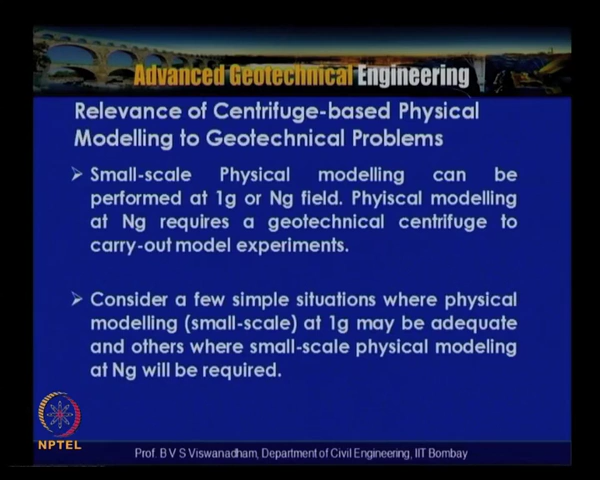 Advanced Geotechnical Engineering
Relevance of Centrifuge-based Physical
Modelling to Geotechnical Problems
Small-scale Physical modelling can be
performed at 1g or Ng field. Phyiscal modelling
at Ng requires a geotechnical centrifuge to
carry-out model experiments.
Consider a few simple situations where physical
modelling (small-scale) at 1g may be adequate
and others where small-scale physical modeling
at Ng will be required.
NPTEL
Prof. B V S Viswanadham, Department of Civil Engineering, IIT Bombay